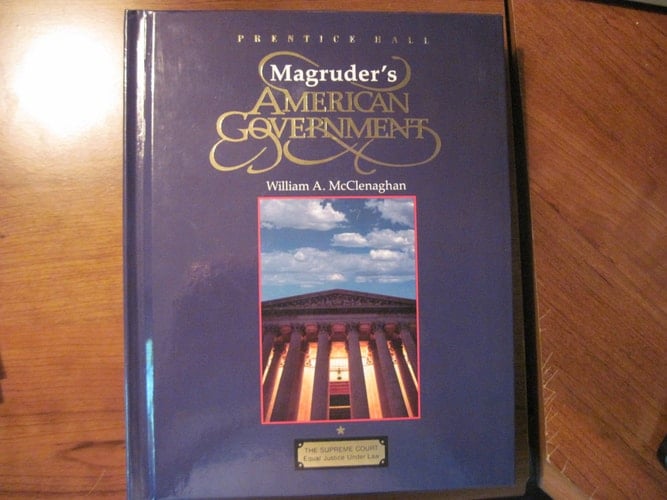 PRENTICE HALL
Magruder's
AMERICAN
GOVERNMENT
William A. McClenaghan
THE SUPREME COURT
Equal Justice Under Law